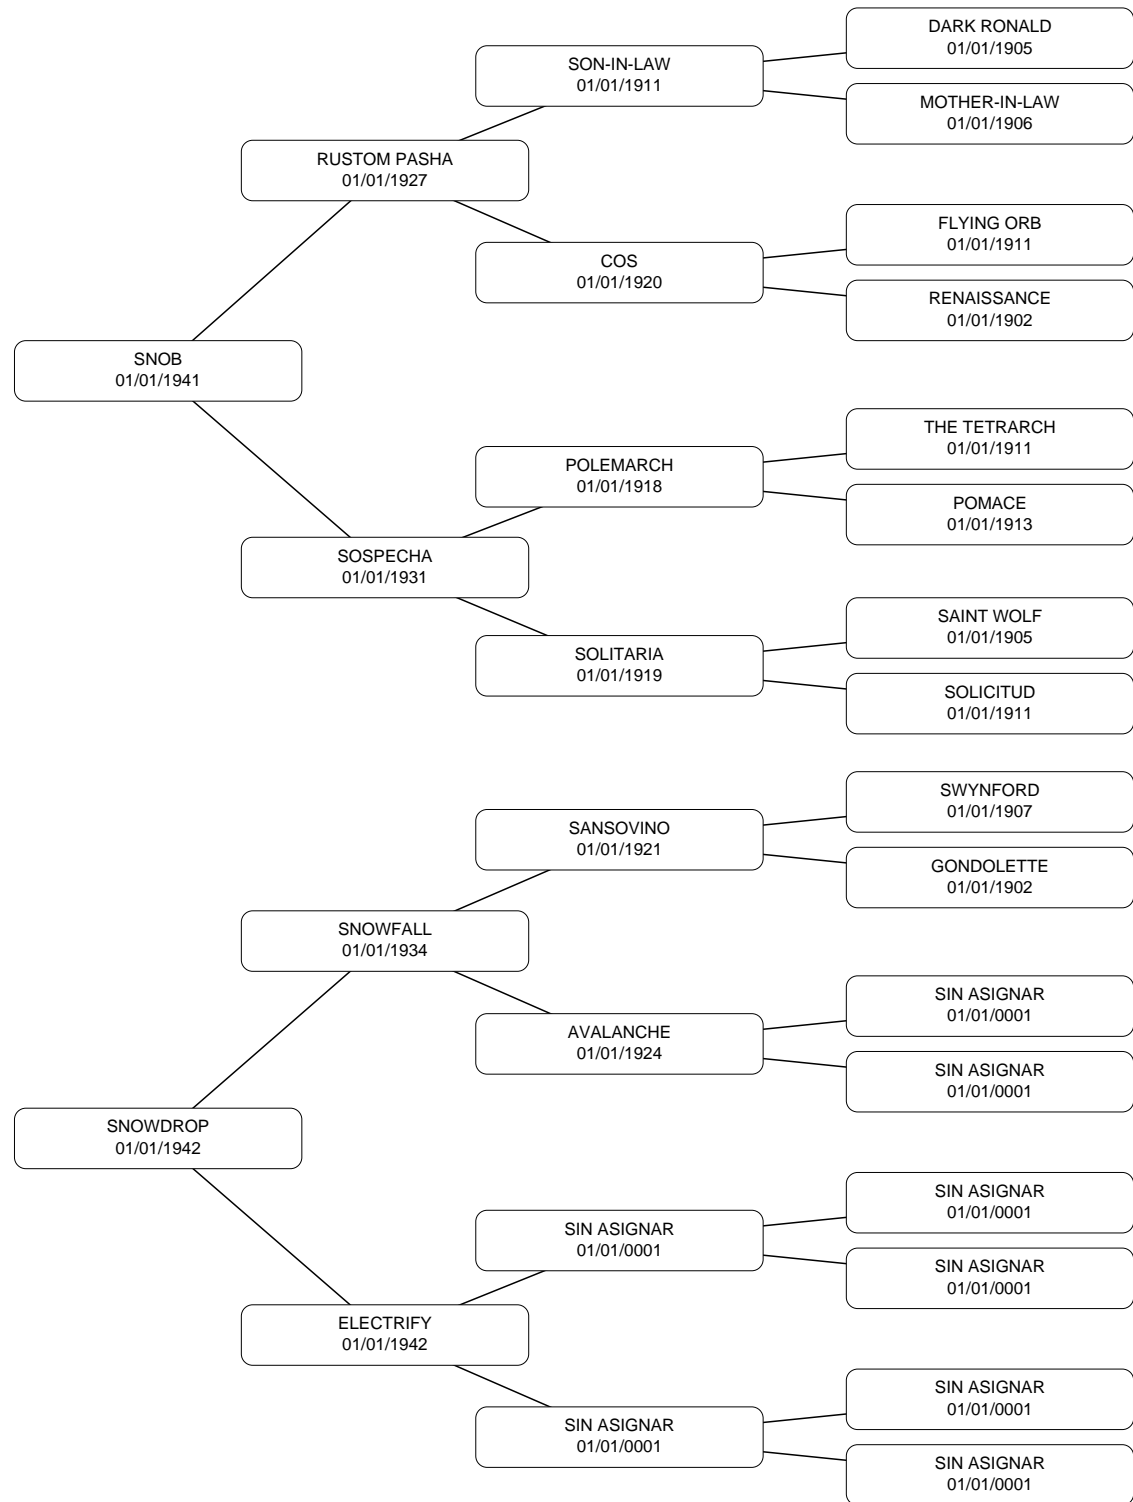 DARK RONALD
01/01/1905
SON-IN-LAW
01/01/1911
MOTHER-IN-LAW
01/01/1906
RUSTOM PASHA
01/01/1927
FLYING ORB
01/01/1911
COS
01/01/1920
RENAISSANCE
01/01/1902
SNOB
01/01/1941
THE TETRARCH
01/01/1911
POLEMARCH
01/01/1918
POMACE
01/01/1913
SOSPECHA
01/01/1931
SAINT WOLF
01/01/1905
SOLITARIA
01/01/1919
SOLICITUD
01/01/1911
SWYNFORD
01/01/1907
SANSOVINO
01/01/1921
GONDOLETTE
01/01/1902
SNOWFALL
01/01/1934
SIN ASIGNAR
01/01/0001
AVALANCHE
01/01/1924
SIN ASIGNAR
01/01/0001
SNOWDROP
01/01/1942
SIN ASIGNAR
01/01/0001
SIN ASIGNAR
01/01/0001
SIN ASIGNAR
01/01/0001
ELECTRIFY
01/01/1942
SIN ASIGNAR
01/01/0001
SIN ASIGNAR
01/01/0001
SIN ASIGNAR
01/01/0001